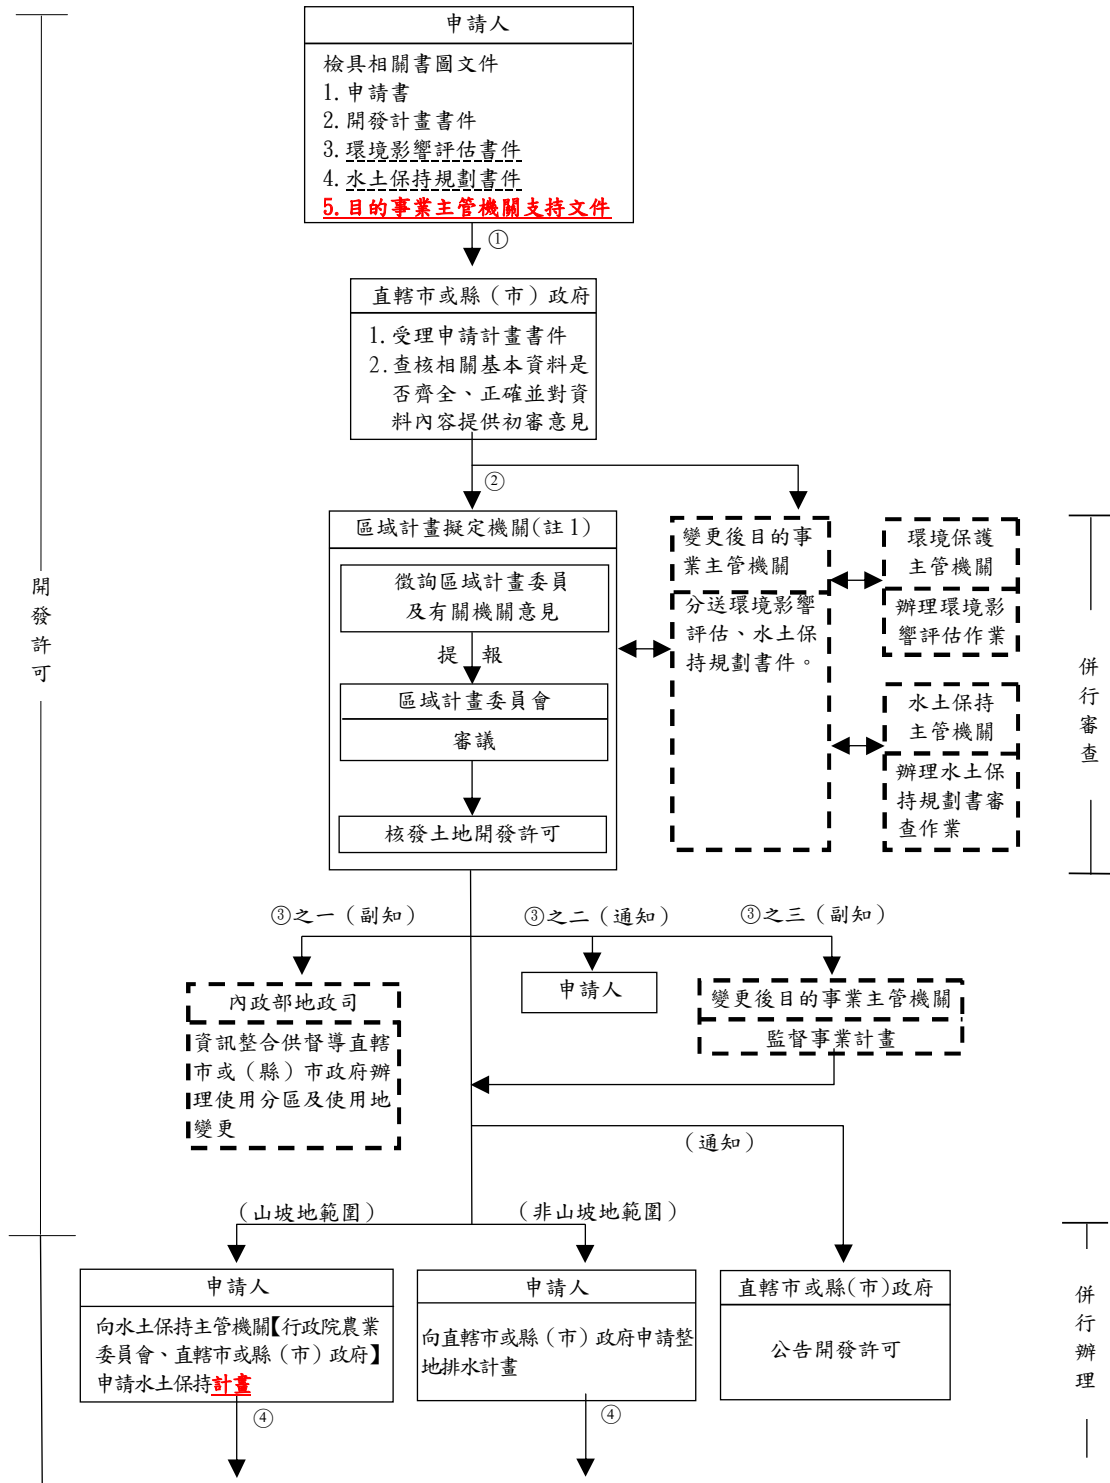 申請人
檢具相關書圖文件
1.申請書
2.開發計畫書件
3.環境影響評估書件
4.水土保持規劃書件
5.目的事業主管機關支持文件
①
直轄市或縣（市）政府
1.受理申請計畫書件
2.查核相關基本資料是
否齊全、正確並對資
料內容提供初審意見
②
區域計畫擬定機關(註1)
徵詢區域計畫委員
及有關機關意見
提 報
區域計畫委員會
審議
核發土地開發許可
變更後目的事
業主管機關
分送環境影響
評估、水土保
持規劃書件。
環境保護
主管機關
辦理環境影
響評估作業
水土保持
主管機關
辦理水土保
持規劃書審
查作業
開發許可
併行審查
③之一（副知）
③之二（通知）
③之三（副知）
內政部地政司
資訊整合供督導直轄
市或（縣）市政府辦
理使用分區及使用地
變更
申請人
變更後目的事業主管機關
監督事業計畫
（通知）
（山坡地範圍）
（非山坡地範圍）
申請人
向水土保持主管機關【行政院農業
委員會、直轄市或縣（市）政府】
申請水土保持計畫
④
申請人
向直轄市或縣（市）政府申請整
地排水計畫
④
直轄市或縣(市)政府
公告開發許可
併行辦理